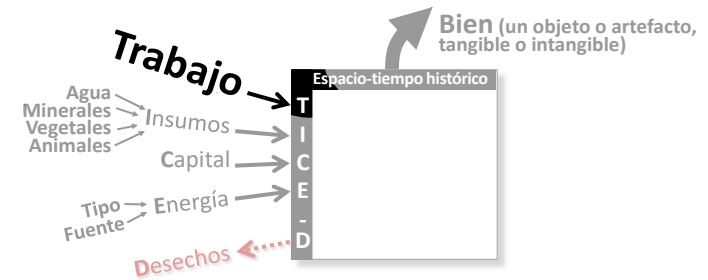 Bien (un objeto o artefacto,
tangible o intangible)
Trabajo
Espacio-tiempo histórico
Agua
Minerales
Vegetales
Animales
Insumos
Capital
Tipo
Fuente
Energía
Desechos
T
I
C
E
-
D